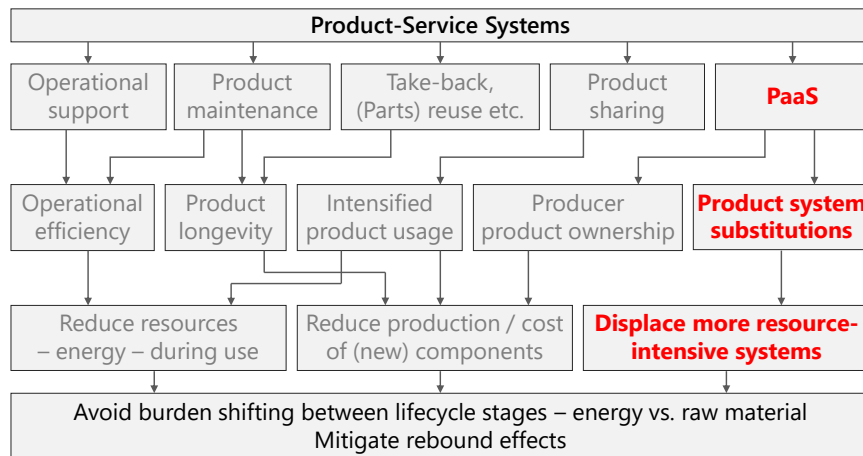 Product-Service Systems
Operational
support
Product
maintenance
Take-back,
(Parts) reuse etc.
Product
sharing
PaaS
Operational
efficiency
Product
longevity
Intensified
product usage
Producer
product ownership
Product system
substitutions
Reduce resources
– energy – during use
Reduce production / cost
of (new) components
Displace more resource-
intensive systems
Avoid burden shifting between lifecycle stages – energy vs. raw material
Mitigate rebound effects